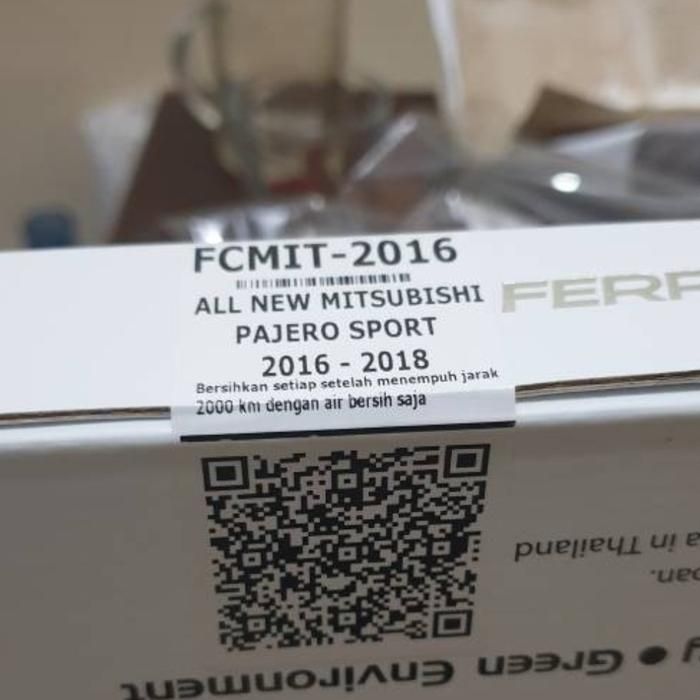 FCMIT-2016
ALL NEW MITSUBISHI
PAJERO SPORT
2016 - 2018
Bersihkan setiap setelah menempuh jarak
2000 km dengan air bersih saja
FERR
in Thailand
Green Environment